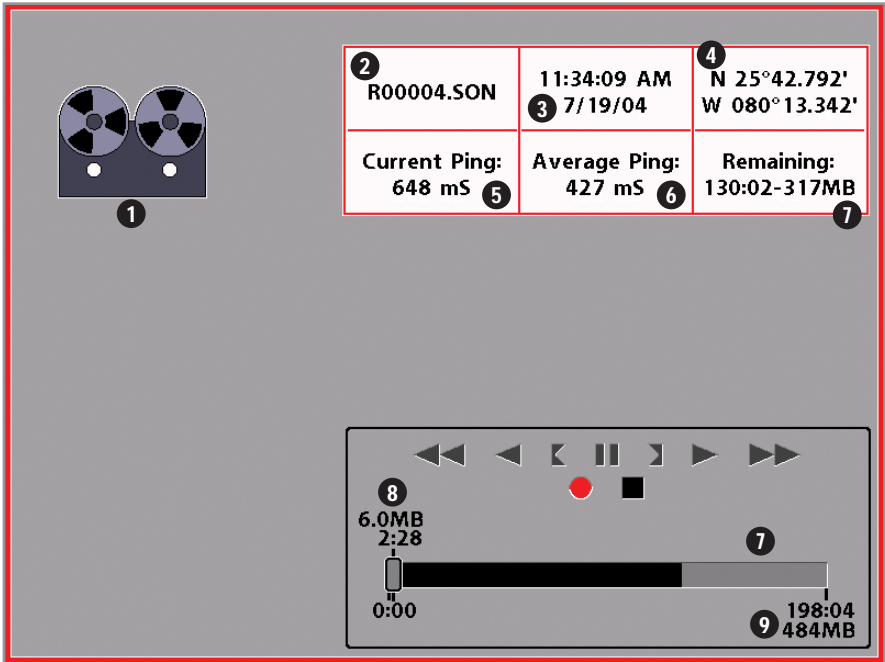 1
2
R00004.SON
11:34:09 AM
3
7/19/04
4
N 25°42.792'
W 080°13.342'
Current Ping:
648 mS
5
Average Ping:
427 mS
6
Remaining:
130:02-317MB
7
8
6.0MB
2:28
7
0:00
198:04
9
484MB